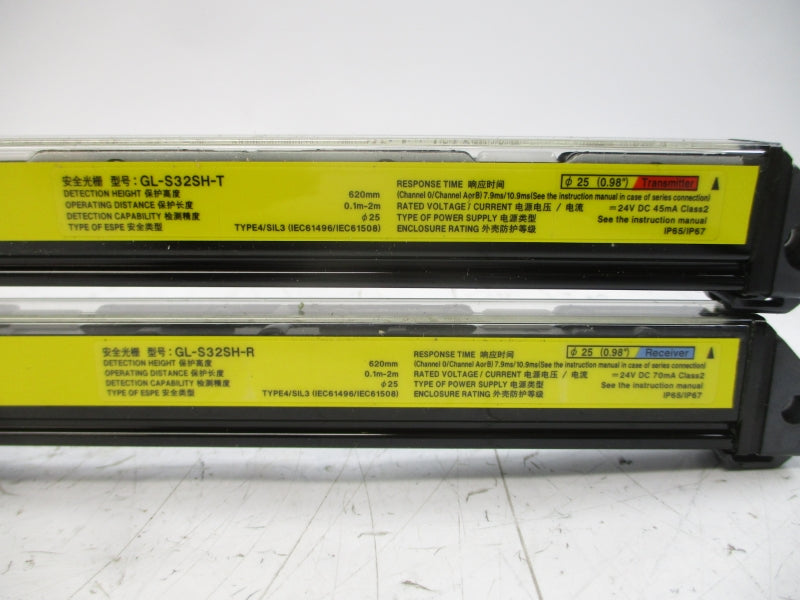 安全光栅 型号: GL-S32SH-T
DETECTION HEIGHT 保护高度 620mm
OPERATING DISTANCE 保护长度 0.1m~2m
DETECTION CAPABILITY 检测精度 ϕ25
TYPE OF ESPE 安全类型 TYPE4/SIL3 (IEC61496/IEC61508)
RESPONSE TIME 响应时间 ϕ 25 (0.98") Transmitter
(Channel 0/Channel AorB) 7.9ms/10.9ms(See the instruction manual in case of series connection)
RATED VOLTAGE / CURRENT 电源电压 / 电流 ⎓24V DC 45mA Class2
TYPE OF POWER SUPPLY 电源类型 See the instruction manual
ENCLOSURE RATING 外壳防护等级 IP65/IP67
安全光栅 型号: GL-S32SH-R
DETECTION HEIGHT 保护高度 620mm
OPERATING DISTANCE 保护长度 0.1m~2m
DETECTION CAPABILITY 检测精度 ϕ25
TYPE OF ESPE 安全类型 TYPE4/SIL3 (IEC61496/IEC61508)
RESPONSE TIME 响应时间 ϕ 25 (0.98") Receiver
(Channel 0/Channel AorB) 7.9ms/10.9ms(See the instruction manual in case of series connection)
RATED VOLTAGE / CURRENT 电源电压 / 电流 ⎓24V DC 70mA Class2
TYPE OF POWER SUPPLY 电源类型 See the instruction manual
ENCLOSURE RATING 外壳防护等级 IP65/IP67